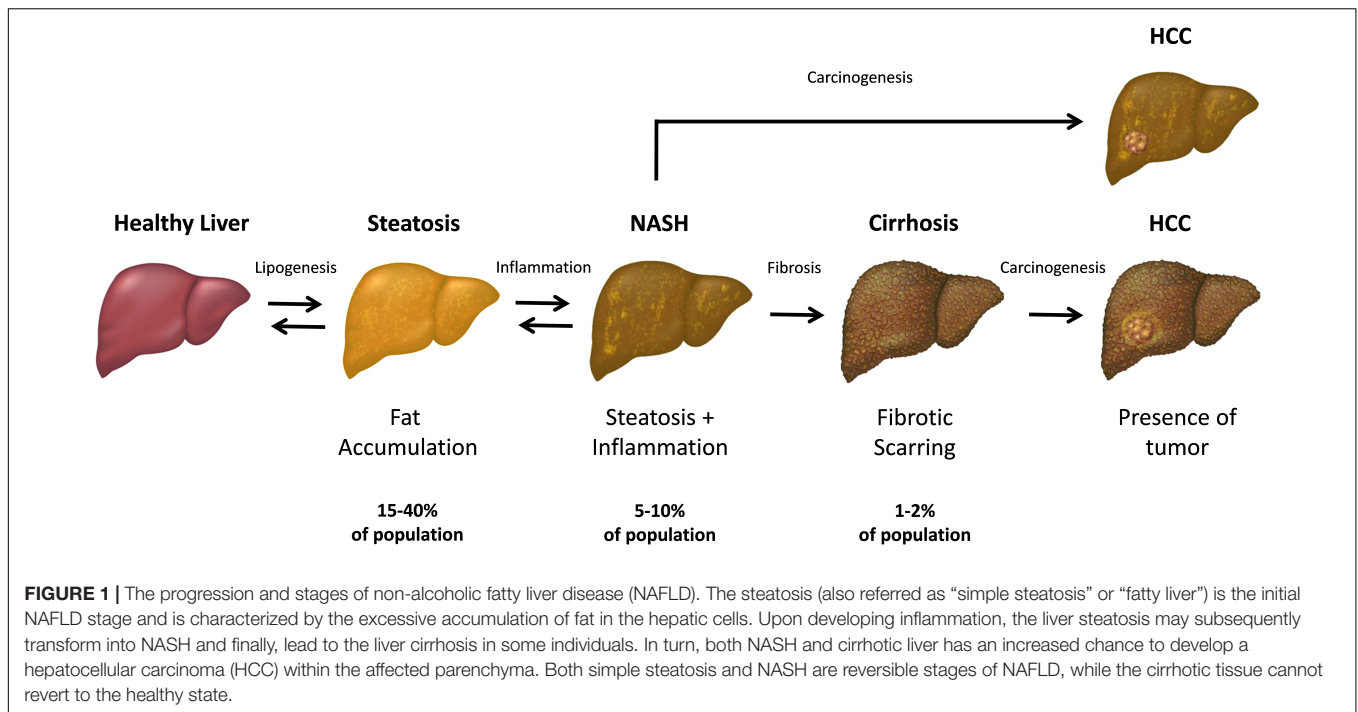 HCC
Carcinogenesis
Healthy Liver
Steatosis
NASH
Cirrhosis
HCC
Lipogenesis
Inflammation
Fibrosis
Carcinogenesis
Fat
Accumulation
Steatosis +
Inflammation
Fibrotic
Scarring
Presence of
tumor
15-40%
of population
5-10%
of population
1-2%
of population
FIGURE 1 | The progression and stages of non-alcoholic fatty liver disease (NAFLD). The steatosis (also referred as “simple steatosis” or “fatty liver”) is the initial
NAFLD stage and is characterized by the excessive accumulation of fat in the hepatic cells. Upon developing inflammation, the liver steatosis may subsequently
transform into NASH and finally, lead to the liver cirrhosis in some individuals. In turn, both NASH and cirrhotic liver has an increased chance to develop a
hepatocellular carcinoma (HCC) within the affected parenchyma. Both simple steatosis and NASH are reversible stages of NAFLD, while the cirrhotic tissue cannot
revert to the healthy state.